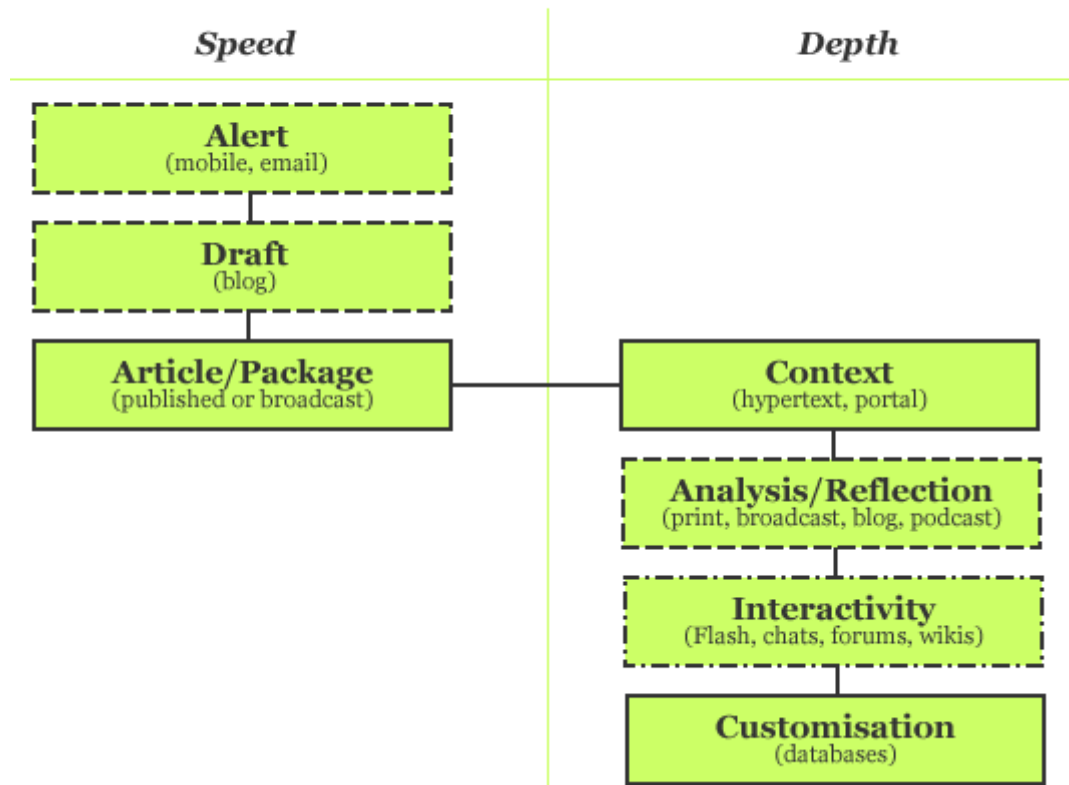 Speed
Depth
Alert
(mobile, email)
Draft
(blog)
Article/Package
(published or broadcast)
Context
(hypertext, portal)
Analysis/Reflection
(print, broadcast, blog, podcast)
Interactivity
(Flash, chats, forums, wikis)
Customisation
(databases)